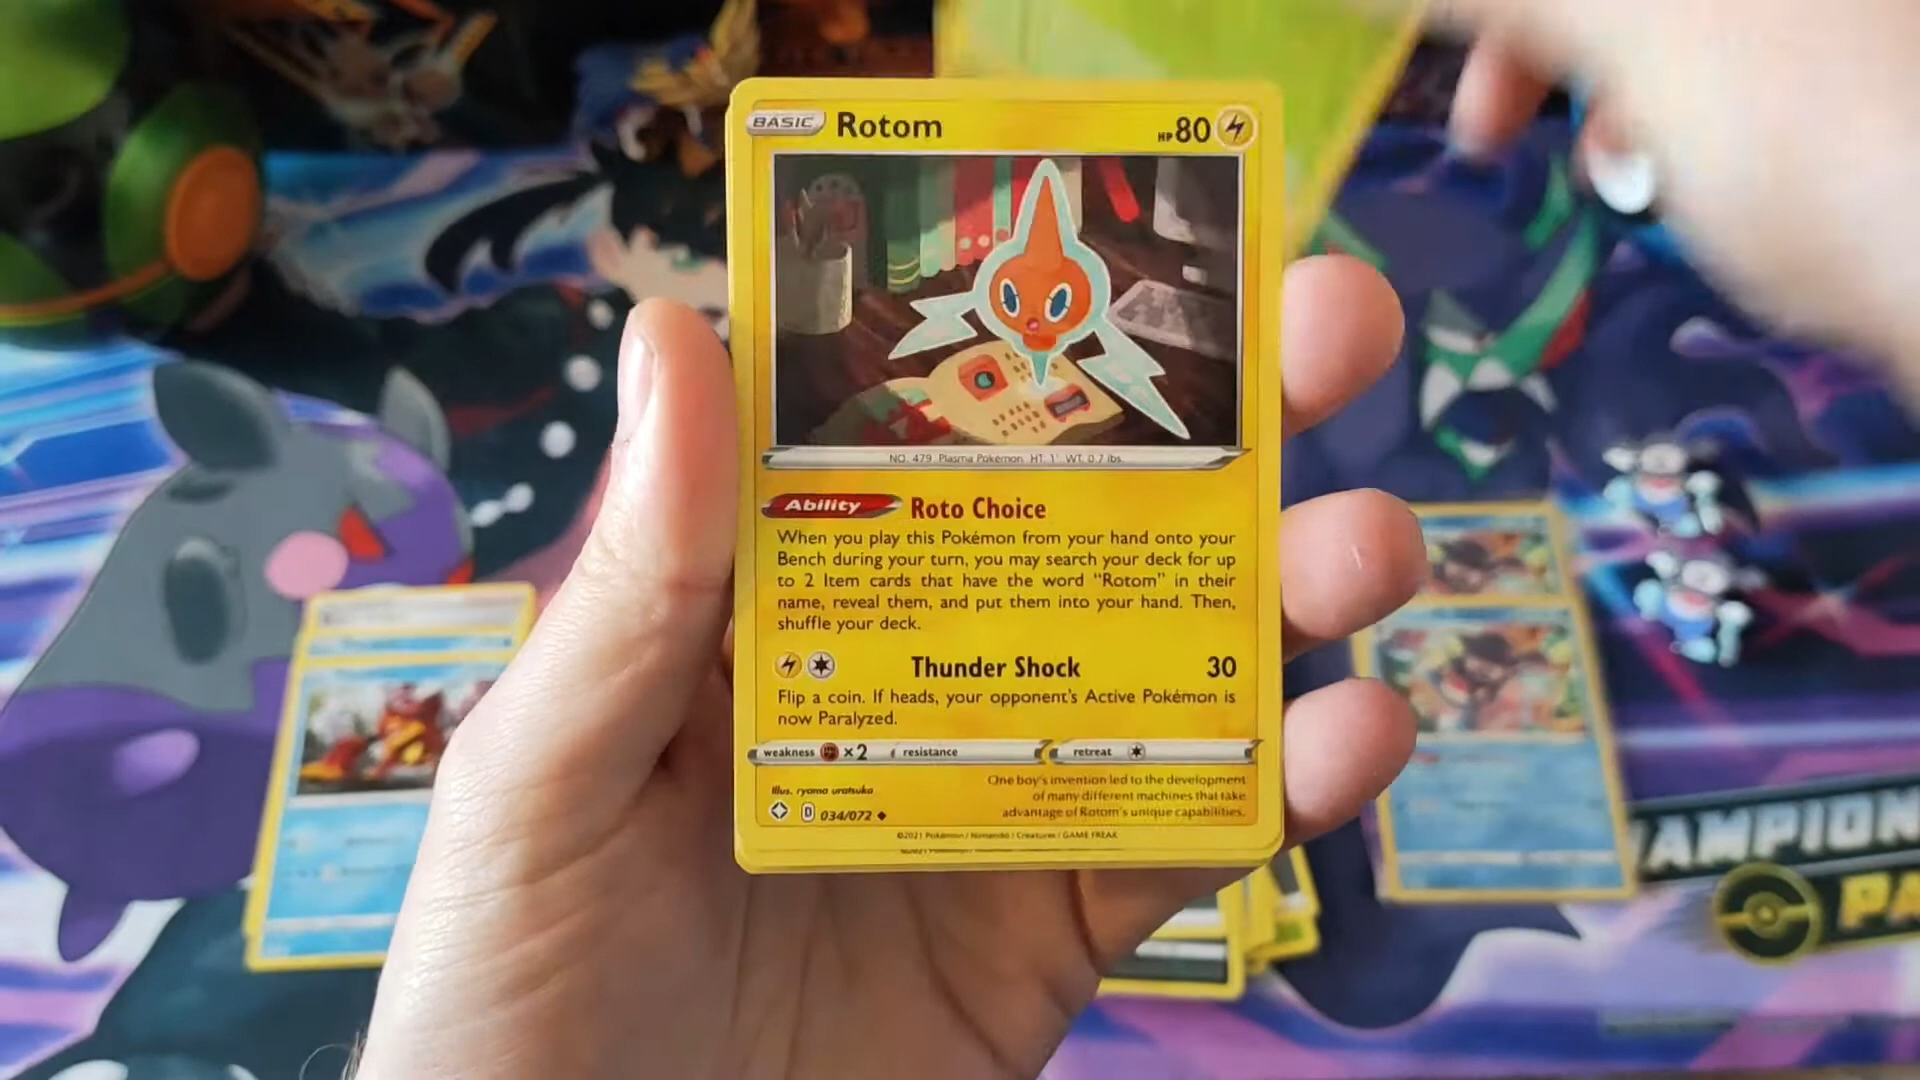 BASIC Rotom HP 80
NO. 479 Plasma Pokémon HT: 1' WT: 0.7 lbs.
Ability Roto Choice
When you play this Pokémon from your hand onto your
Bench during your turn, you may search your deck for up
to 2 Item cards that have the word “Rotom” in their
name, reveal them, and put them into your hand. Then,
shuffle your deck.
Thunder Shock 30
Flip a coin. If heads, your opponent's Active Pokémon is
now Paralyzed.
weakness ×2 resistance retreat
One boy's invention led to the development
of many different machines that take
advantage of Rotom's unique capabilities.
Illus. ryoma uratsuka
D 034/072
©2021 Pokémon / Nintendo / Creatures / GAME FREAK
AMPION
PA